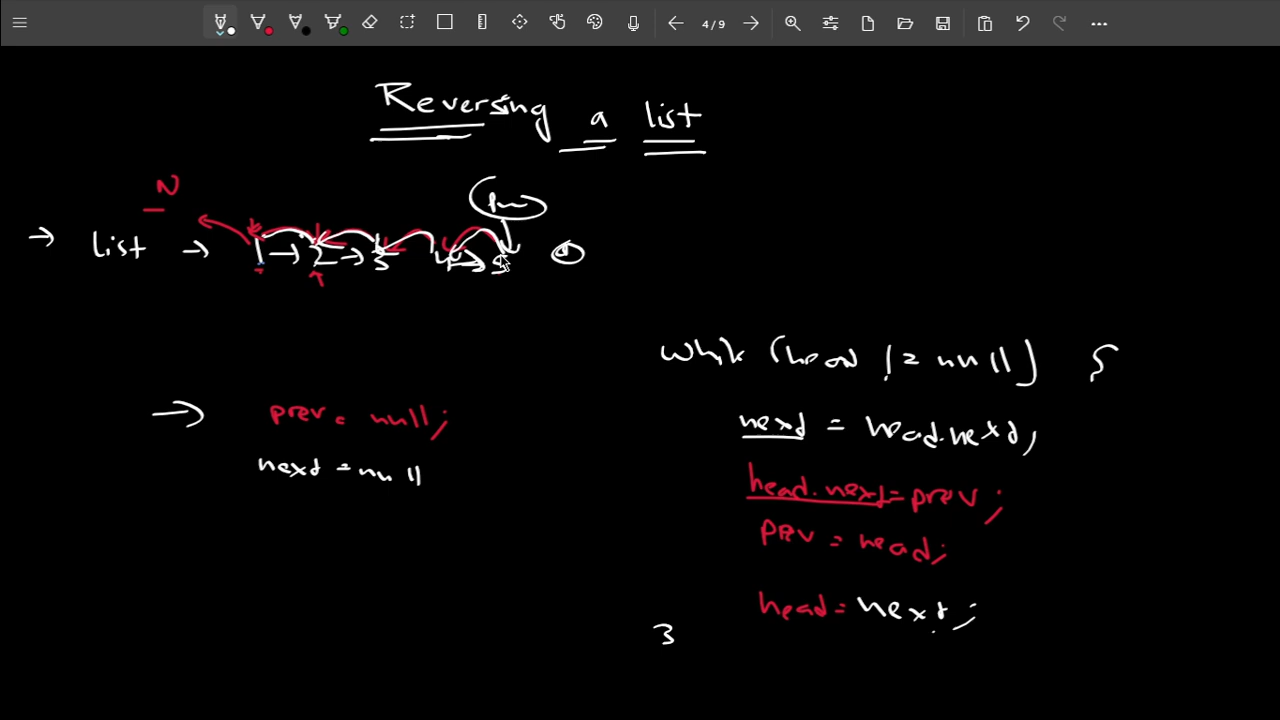 4/9
Reversing a list
N
prev
→ list → 1 → 2 → 3 4 → 5
while (head != null) {
→ prev = null;
next = head.next;
next = null
head.next = prev;
prev = head;
head = next;
}